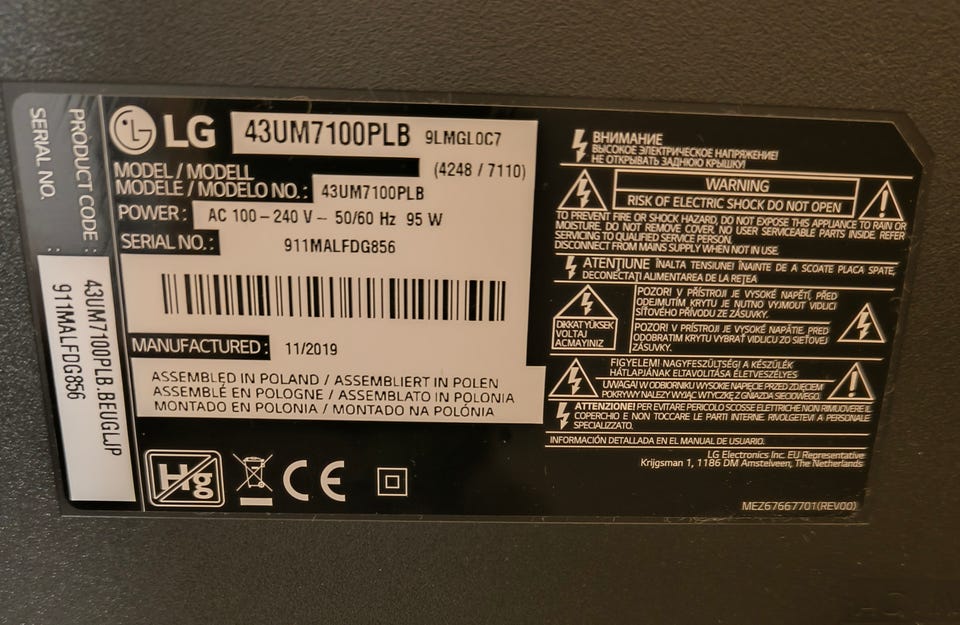 PRODUCT CODE :
SERIAL NO. :
43UM7100PLB.BEUGLJP
911MALFDG856
LG
43UM7100PLB 9LMGL0C7
MODEL / MODELL
(4248 / 7110)
MODELE / MODELO NO.: 43UM7100PLB
POWER : AC 100 – 240 V ~ 50/60 Hz 95 W
SERIAL NO. : 911MALFDG856
MANUFACTURED : 11/2019
ASSEMBLED IN POLAND / ASSEMBLIERT IN POLEN
ASSEMBLÉ EN POLOGNE / ASSEMBLATO IN POLONIA
MONTADO EN POLONIA / MONTADO NA POLÓNIA
Hg
CE
ВНИМАНИЕ
ВЫСОКОЕ ЭЛЕКТРИЧЕСКОЕ НАПРЯЖЕНИЕ!
НЕ ОТКРЫВАТЬ ЗАДНЮЮ КРЫШКУ!
WARNING
RISK OF ELECTRIC SHOCK DO NOT OPEN
TO PREVENT FIRE OR SHOCK HAZARD, DO NOT EXPOSE THIS APPLIANCE TO RAIN OR
MOISTURE. DO NOT REMOVE COVER. NO USER SERVICEABLE PARTS INSIDE. REFER
SERVICING TO QUALIFIED SERVICE PERSON.
DISCONNECT FROM MAINS SUPPLY WHEN NOT IN USE.
ATENŢIUNE ÎNALTA TENSIUNE! ÎNAINTE DE A SCOATE PLACA SPATE,
DECONECTAŢI ALIMENTAREA DE LA REŢEA
DIKKAT YUKSEK
VOLTAJ
ACMAYINIZ
POZOR! V PŘÍSTROJI JE VYSOKÉ NAPĚTÍ, PŘED
ODEJMUTÍM KRYTU JE NUTNO VYJMOUT VIDLICI
SÍŤOVÉHO PŘÍVODU ZE ZÁSUVKY.
POZOR! V PRÍSTROJI JE VYSOKÉ NAPÄTIE, PRED
ODOBRATIM KRYTU VYBRAŤ VIDLICU ZO SIEŤOVEJ
ZÁSUVKY.
FIGYELEM! NAGYFESZÜLTSÉG! A KÉSZÜLÉK
HÁTLAPJÁNAK ELTÁVOLÍTÁSA ÉLETVESZÉLYES
UWAGA! W ODBIORNIKU WYSOKIE NAPIĘCIE PRZED ZDJĘCIEM
POKRYWY NALEŻY WYJĄĆ WTYCZKĘ Z GNIAZDA SIECIOWEGO.
ATTENZIONE! PER EVITARE PERICOLO SCOSSE ELETTRICHE NON RIMUOVERE IL
COPERCHIO E NON TOCCARE LE PARTI INTERNE. RIVOLGETEVI A PERSONALE
SPECIALIZZATO.
INFORMACIÓN DETALLADA EN EL MANUAL DE USUARIO.
LG Electronics Inc. EU Representative
Krijgsman 1, 1186 DM Amstelveen, The Netherlands
MEZ67667701(REV00)